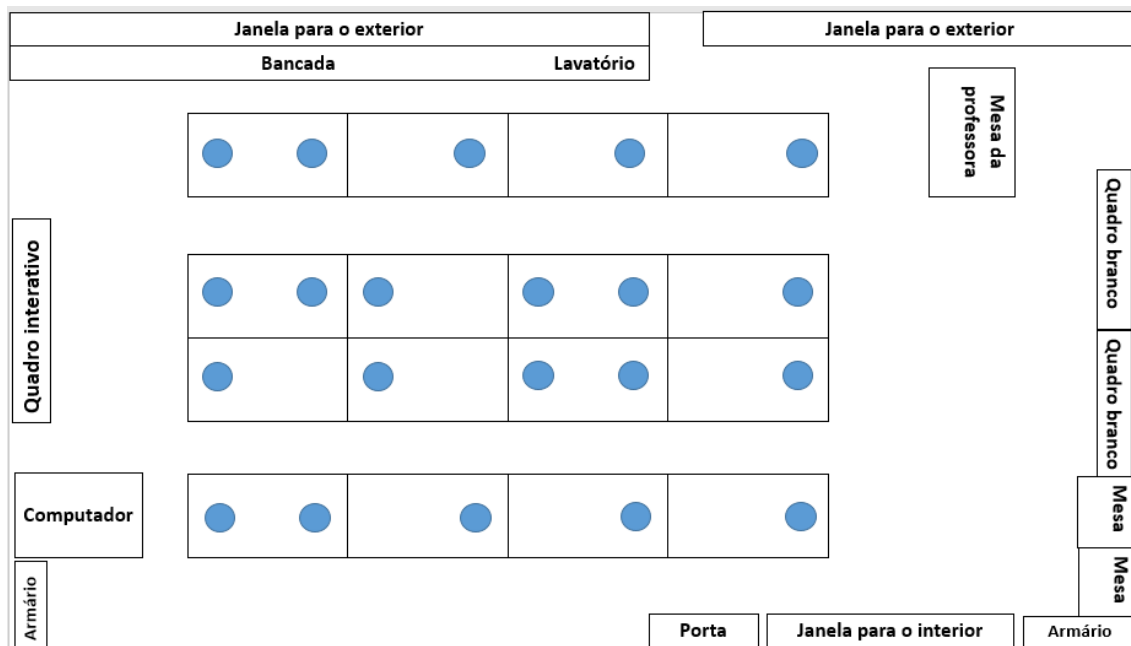 Janela para o exterior
Janela para o exterior
Bancada
Lavatório
Mesa da
professora
Quadro interativo
Quadro branco
Quadro branco
Computador
Mesa
Mesa
Armário
Porta
Janela para o interior
Armário